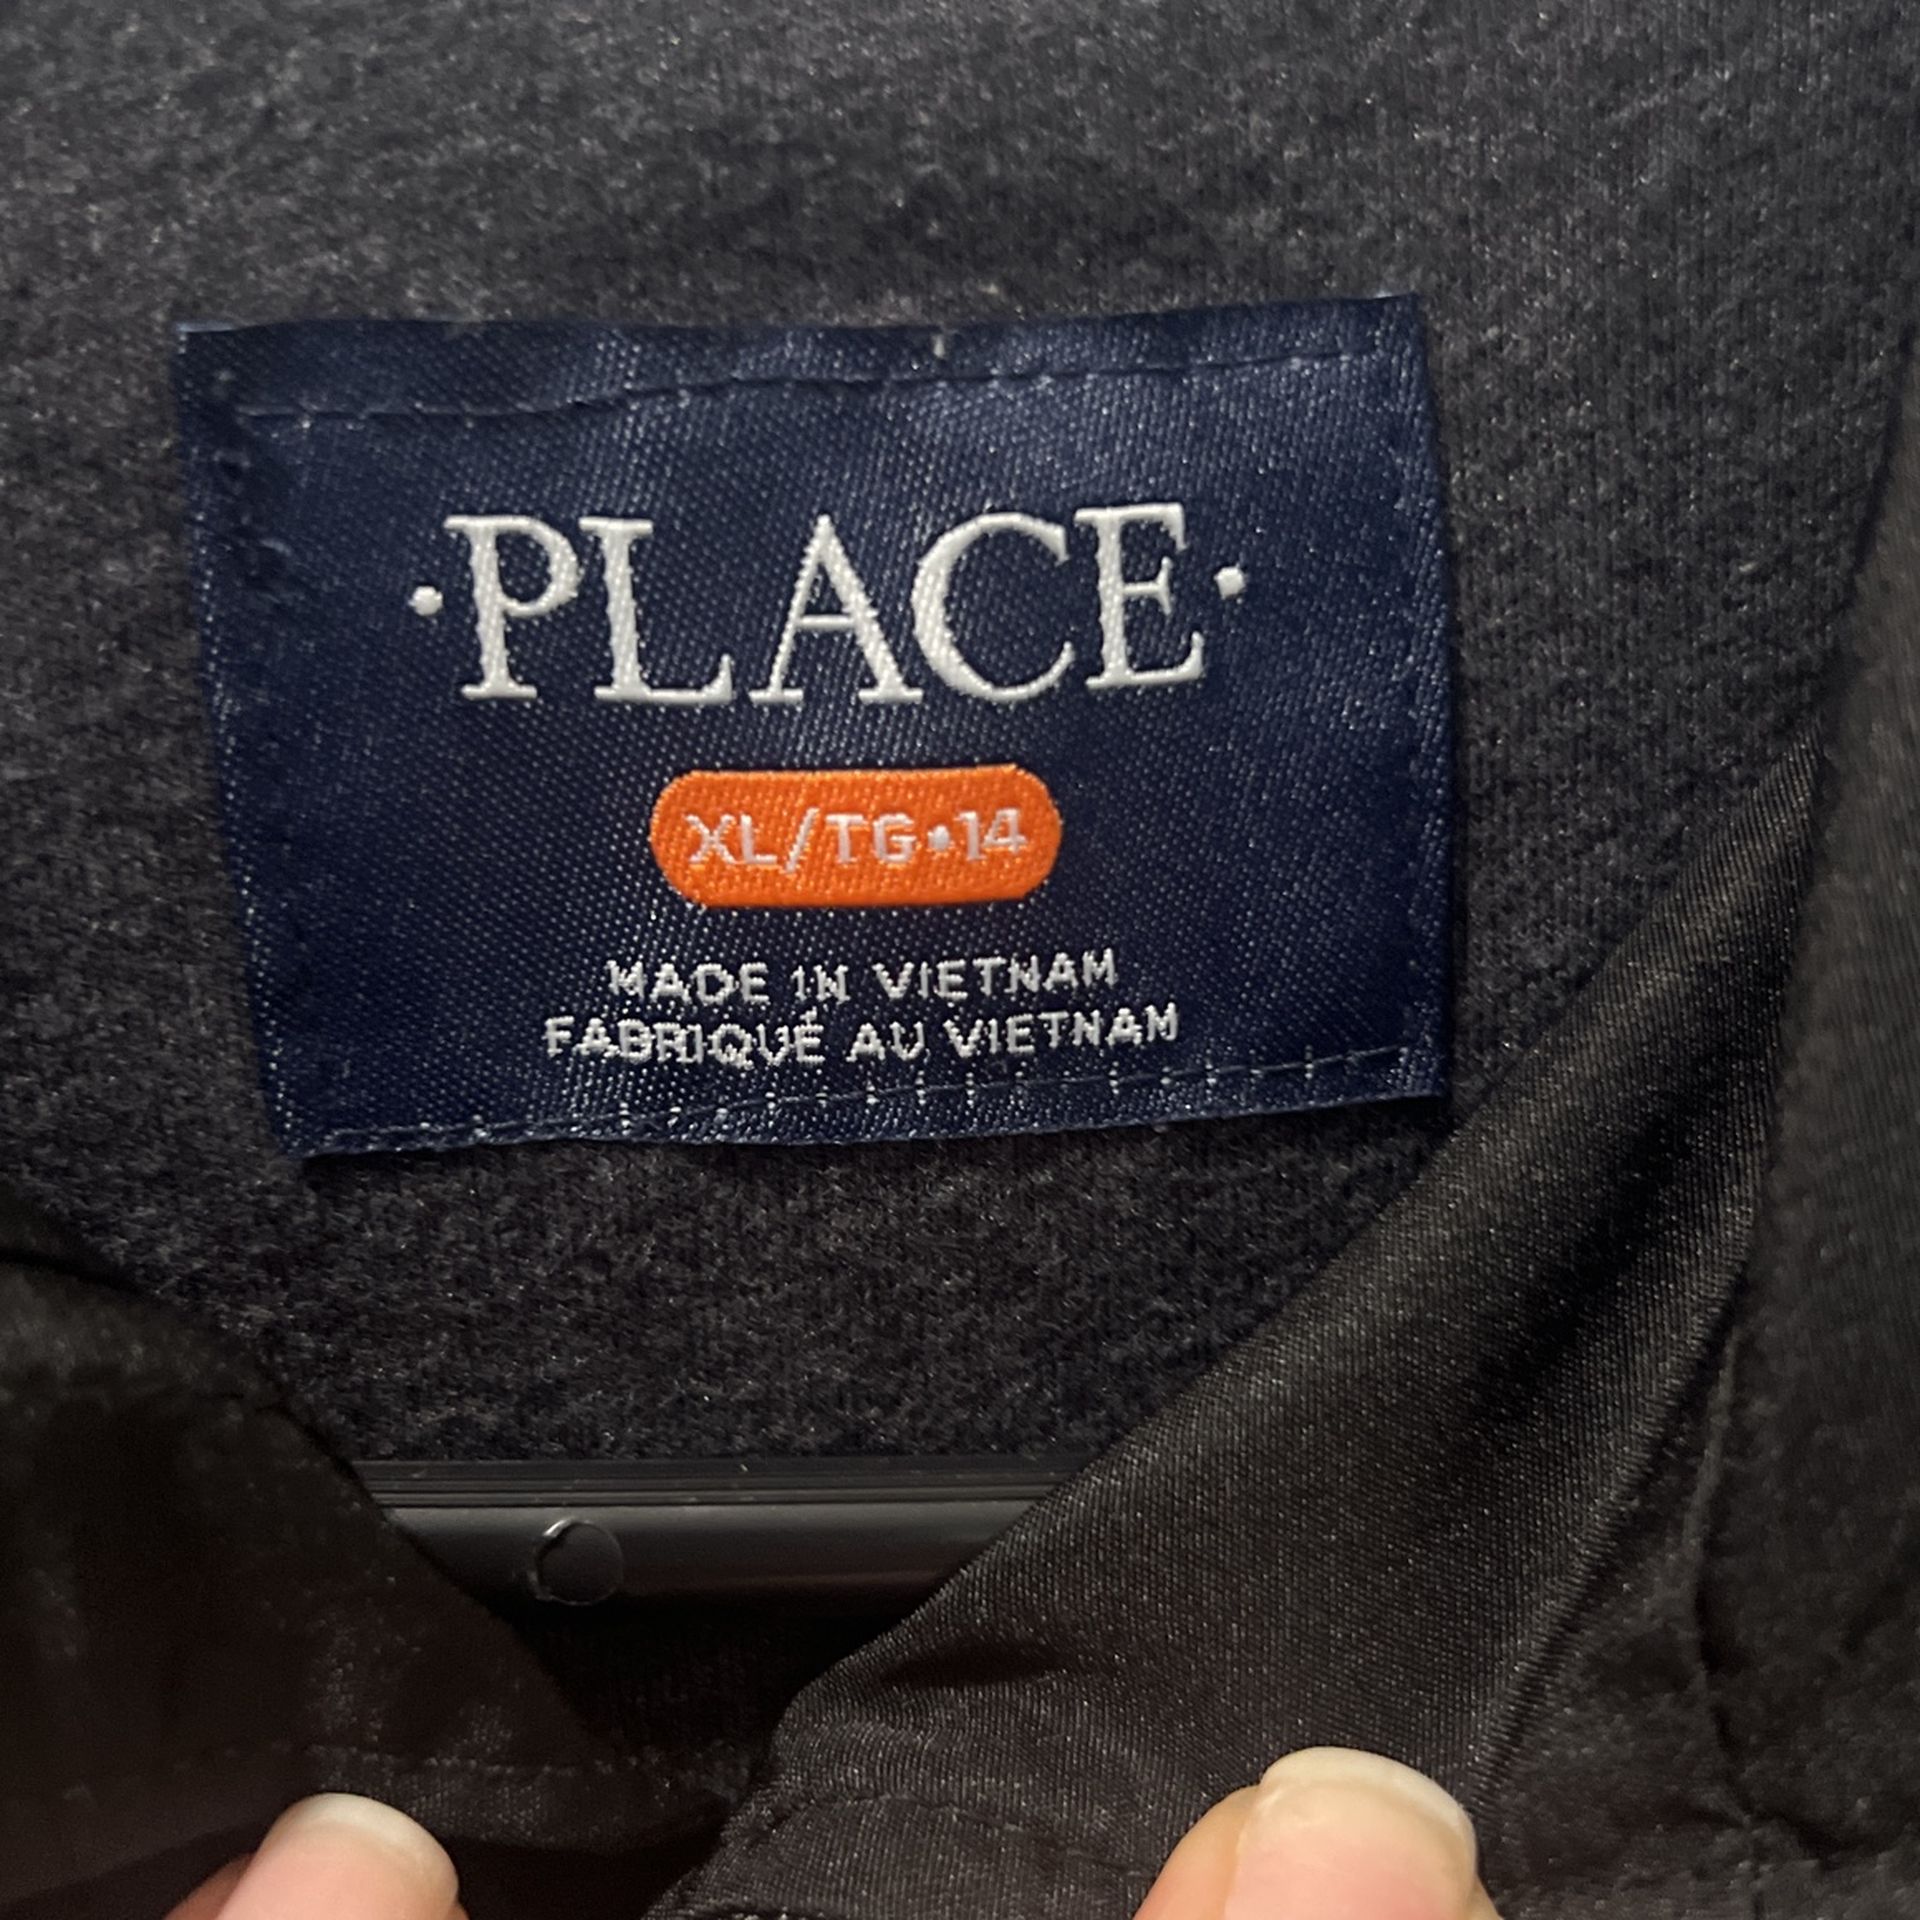 ·PLACE·
XL/TG•14
MADE IN VIETNAM
FABRIQUÉ AU VIETNAM